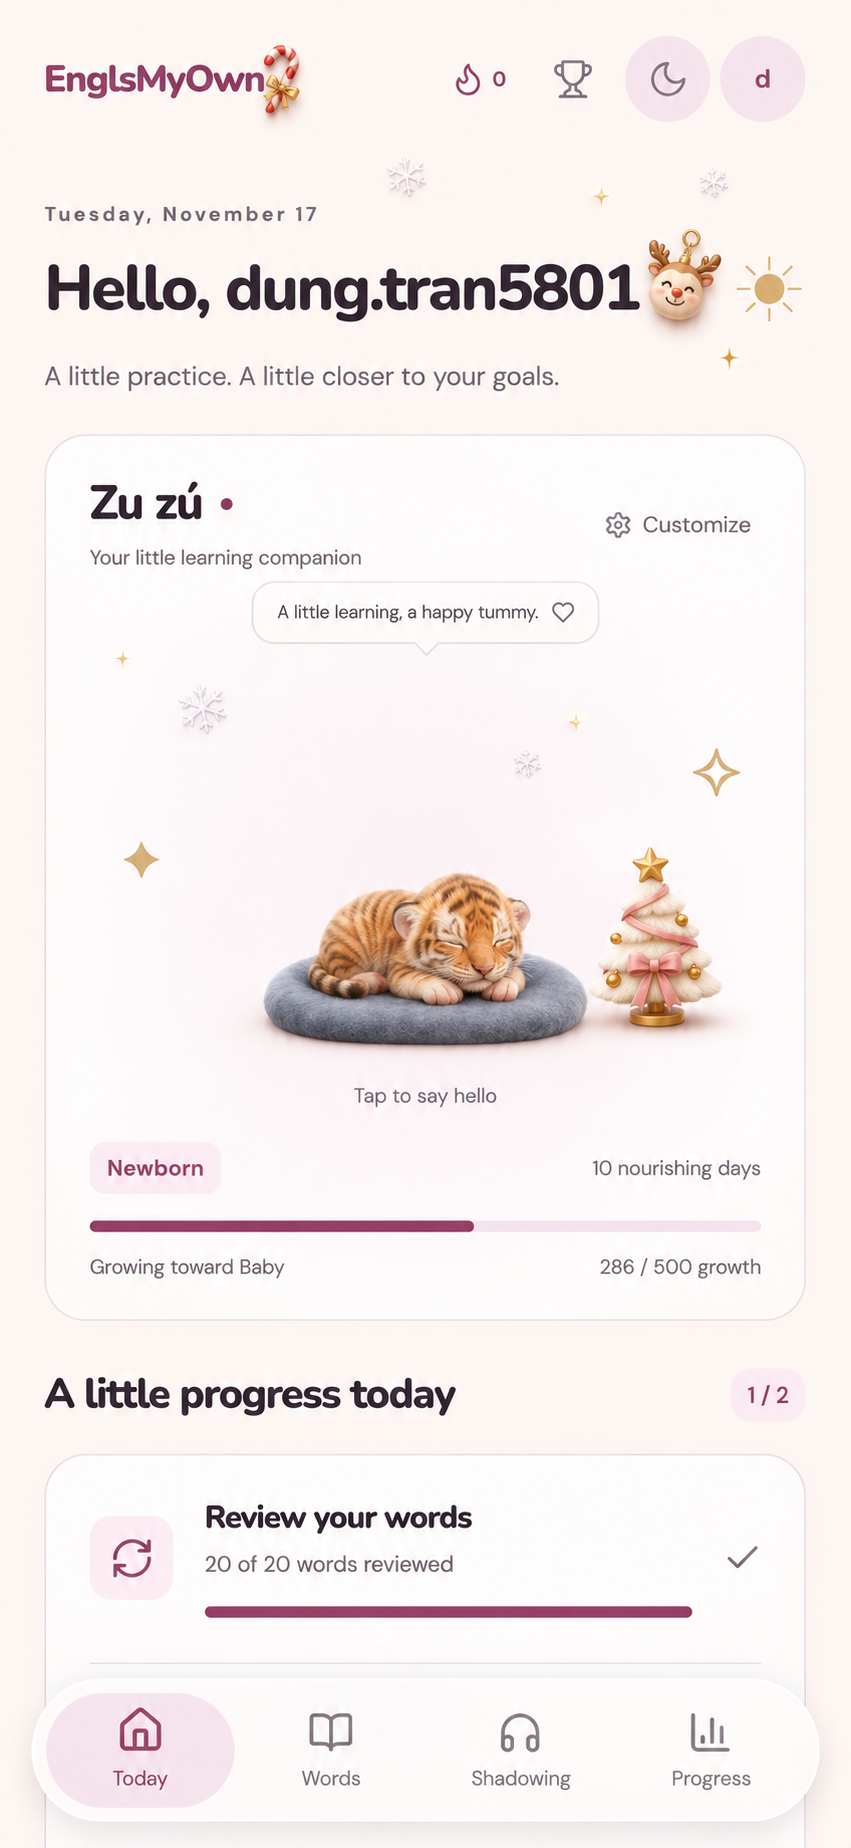 EnglsMyOwn
0
d
Tuesday, November 17
Hello, dung.tran5801
A little practice. A little closer to your goals.
Zu zú
Customize
Your little learning companion
A little learning, a happy tummy.
Tap to say hello
Newborn
10 nourishing days
Growing toward Baby
286 / 500 growth
A little progress today
1 / 2
Review your words
20 of 20 words reviewed
Today
Words
Shadowing
Progress